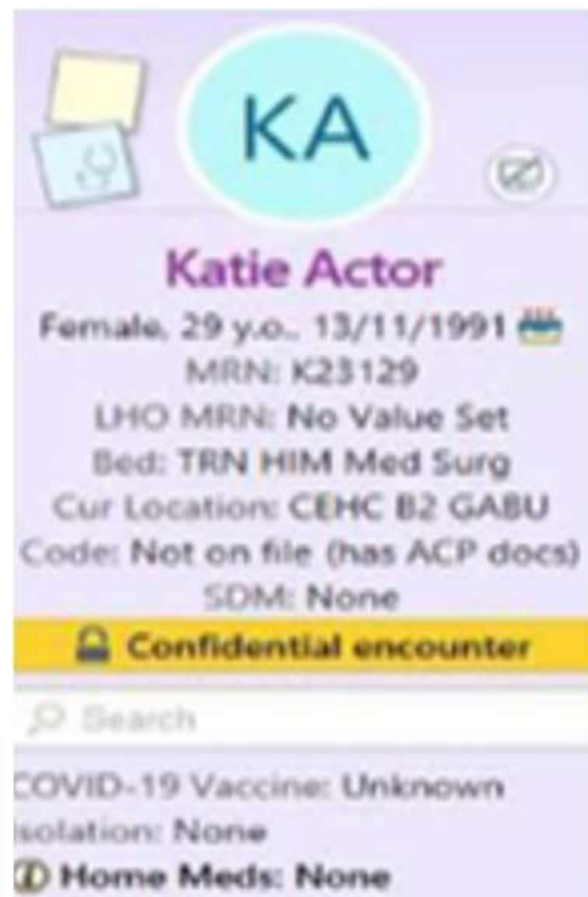 KA
Katie Actor
Female, 29 y.o., 13/11/1991
MRN: K23129
LHO MRN: No Value Set
Bed: TRN HIM Med Surg
Cur Location: CEHC B2 GABU
Code: Not on file (has ACP docs)
SDM: None
Confidential encounter
Search
COVID-19 Vaccine: Unknown
Isolation: None
Home Meds: None